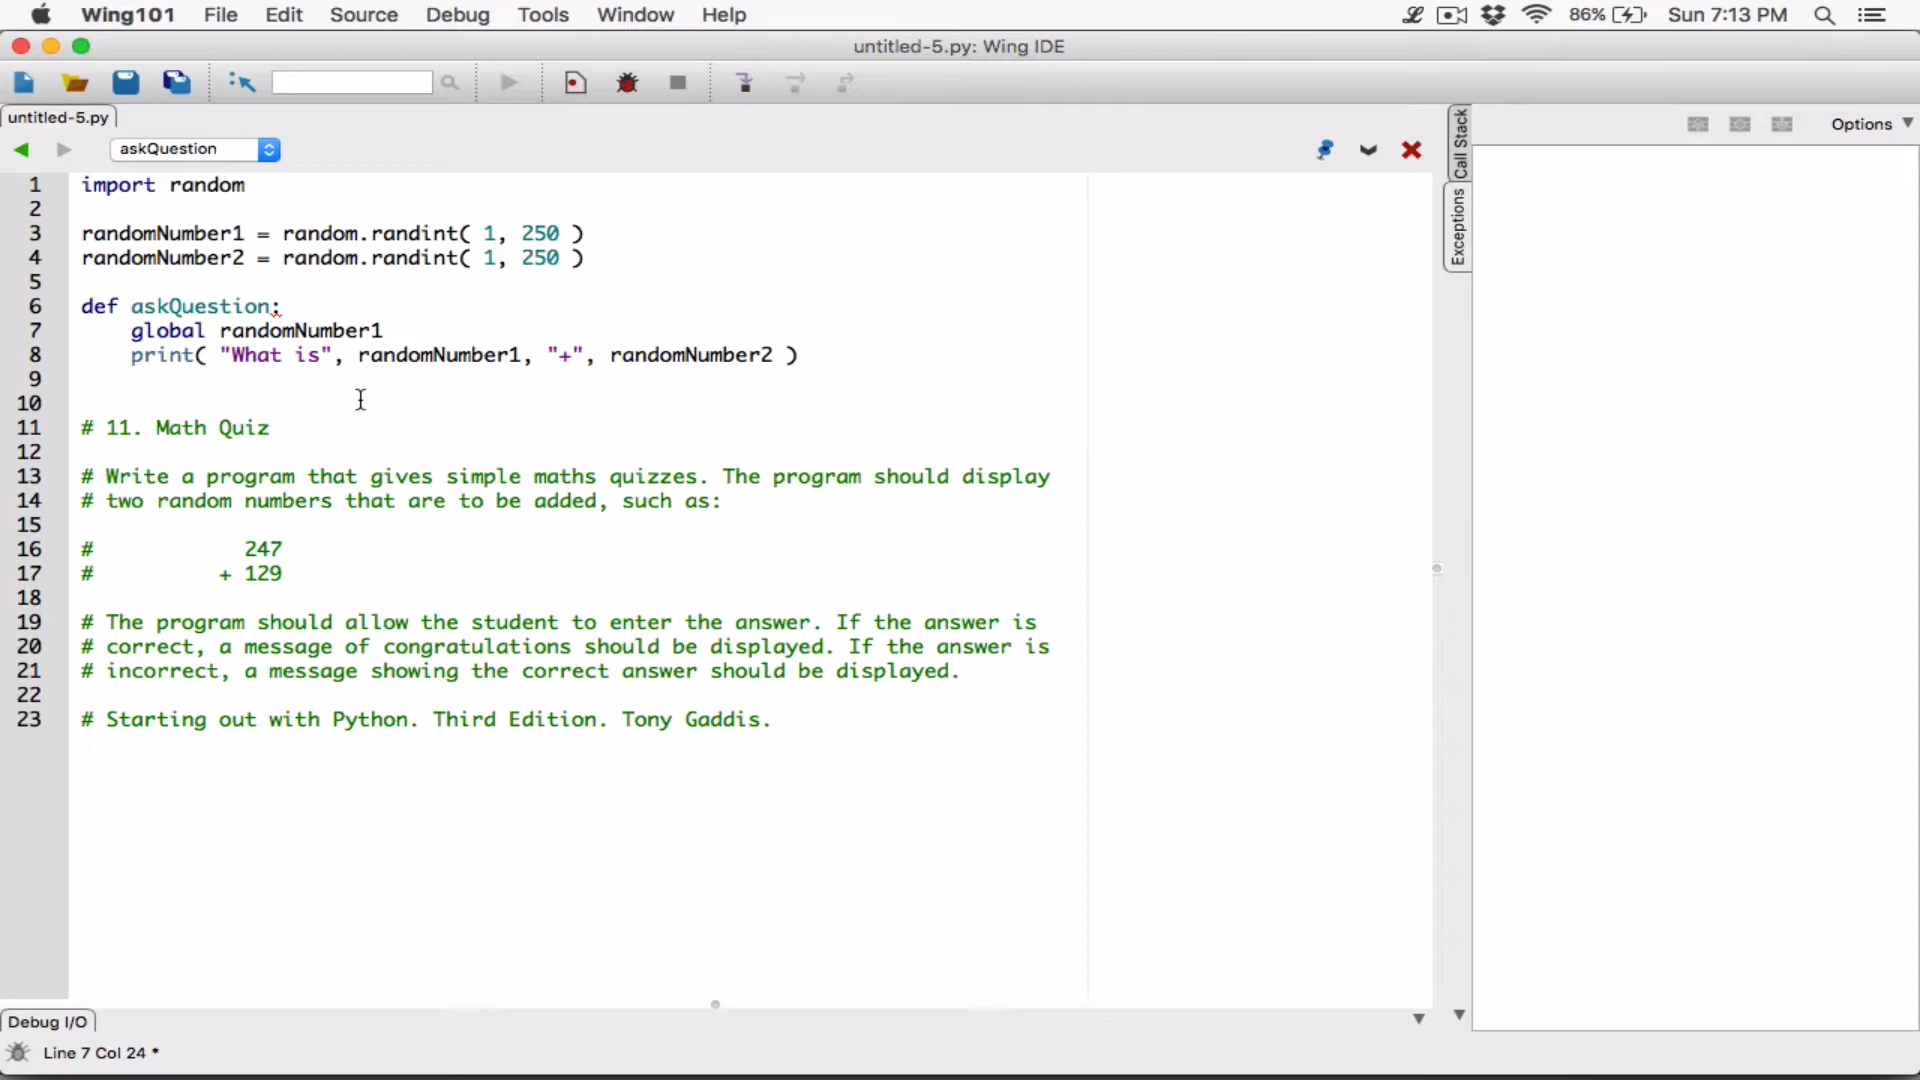 Wing101 File Edit Source Debug Tools Window Help 86% Sun 7:13 PM
untitled-5.py: Wing IDE
untitled-5.py
askQuestion
Options
Call Stack
Exceptions
1 import random
2
3 randomNumber1 = random.randint( 1, 250 )
4 randomNumber2 = random.randint( 1, 250 )
5
6 def askQuestion:
7     global randomNumber1
8     print( "What is", randomNumber1, "+", randomNumber2 )
9
10
11 # 11. Math Quiz
12
13 # Write a program that gives simple maths quizzes. The program should display
14 # two random numbers that are to be added, such as:
15
16 #            247
17 #          + 129
18
19 # The program should allow the student to enter the answer. If the answer is
20 # correct, a message of congratulations should be displayed. If the answer is
21 # incorrect, a message showing the correct answer should be displayed.
22
23 # Starting out with Python. Third Edition. Tony Gaddis.
Debug I/O
Line 7 Col 24 *